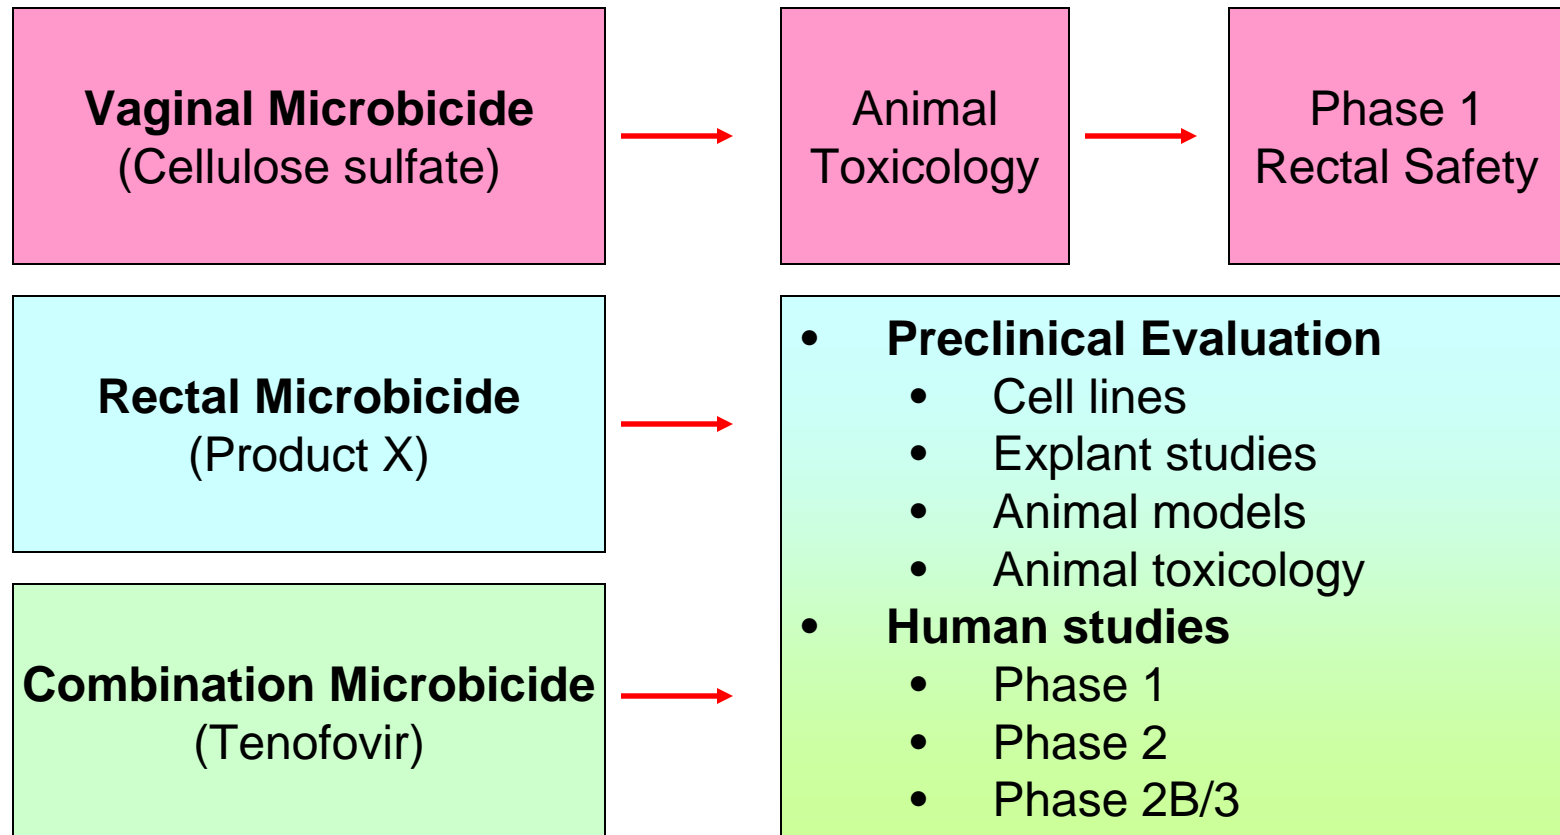 Vaginal Microbicide
(Cellulose sulfate)
Animal
Toxicology
Phase 1
Rectal Safety
Rectal Microbicide
(Product X)
Combination Microbicide
(Tenofovir)
• Preclinical Evaluation
• Cell lines
• Explant studies
• Animal models
• Animal toxicology
• Human studies
• Phase 1
• Phase 2
• Phase 2B/3